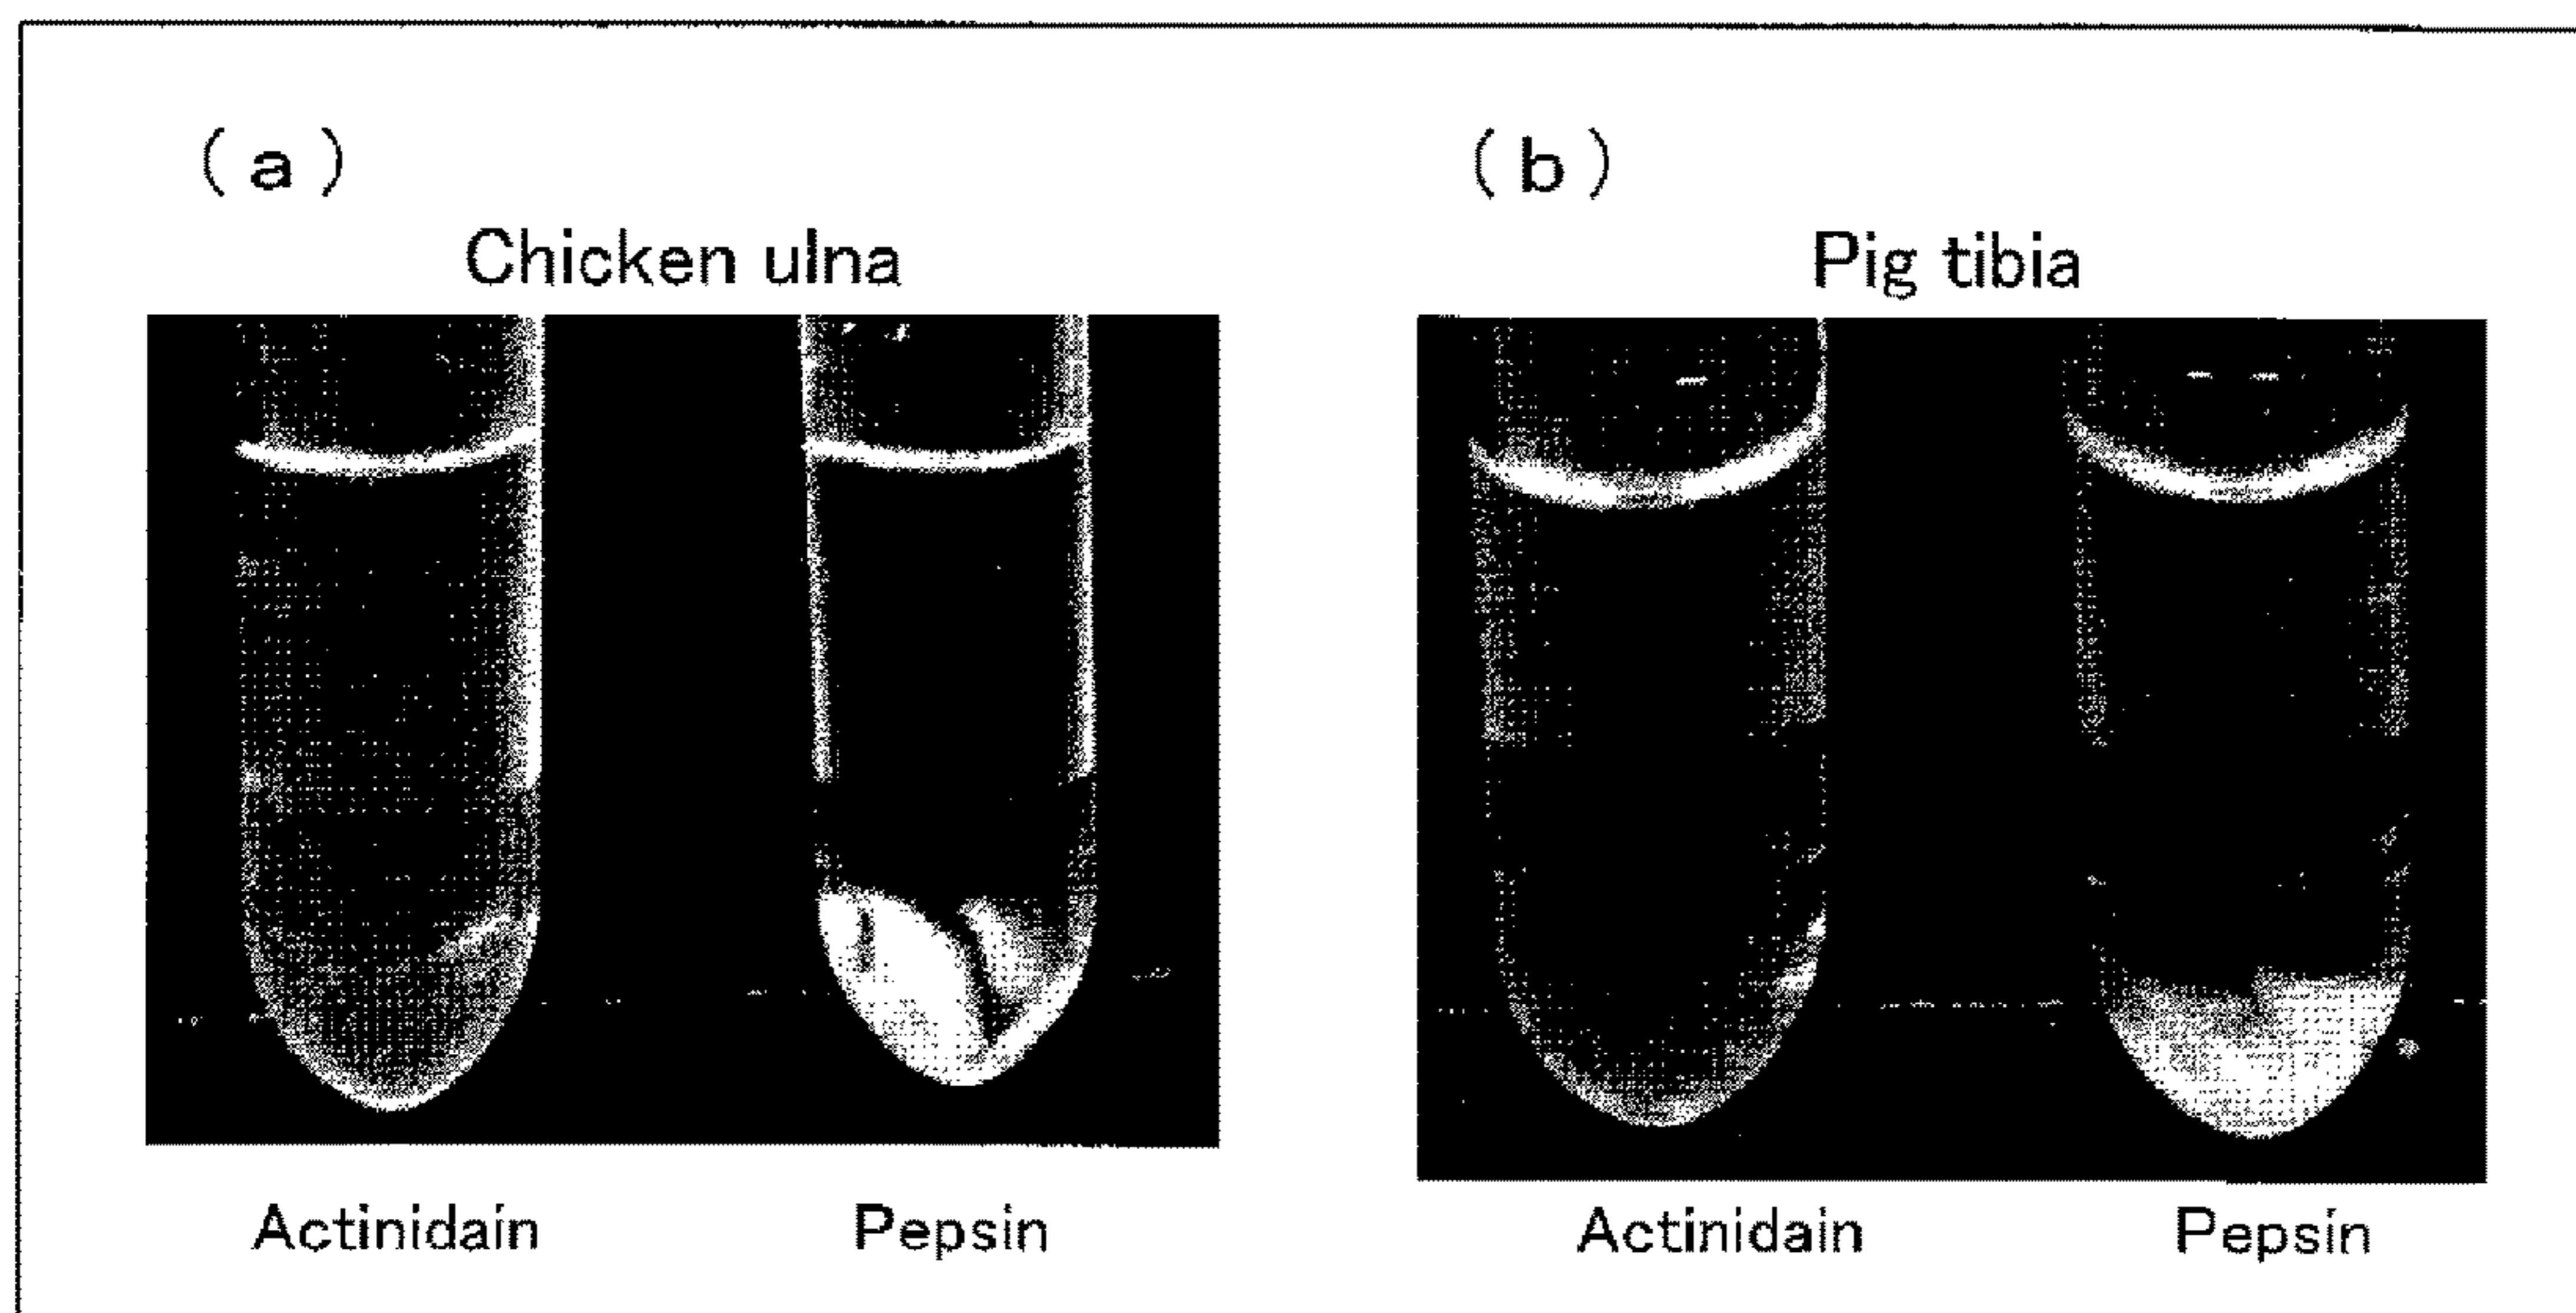 (a)
Chicken ulna
Actinidain
Pepsin
(b)
Pig tibia
Actinidain
Pepsin